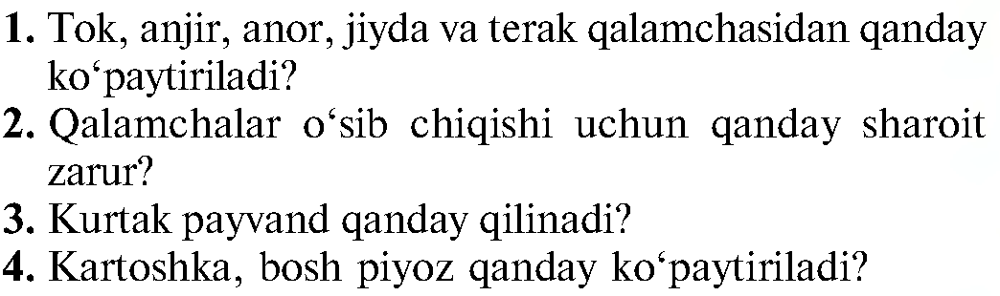 1. Tok, anjir, anor, jiyda va terak qalamchasidan qanday
ko‘paytiriladi?
2. Qalamchalar o‘sib chiqishi uchun qanday sharoit
zarur?
3. Kurtak payvand qanday qilinadi?
4. Kartoshka, bosh piyoz qanday ko‘paytiriladi?